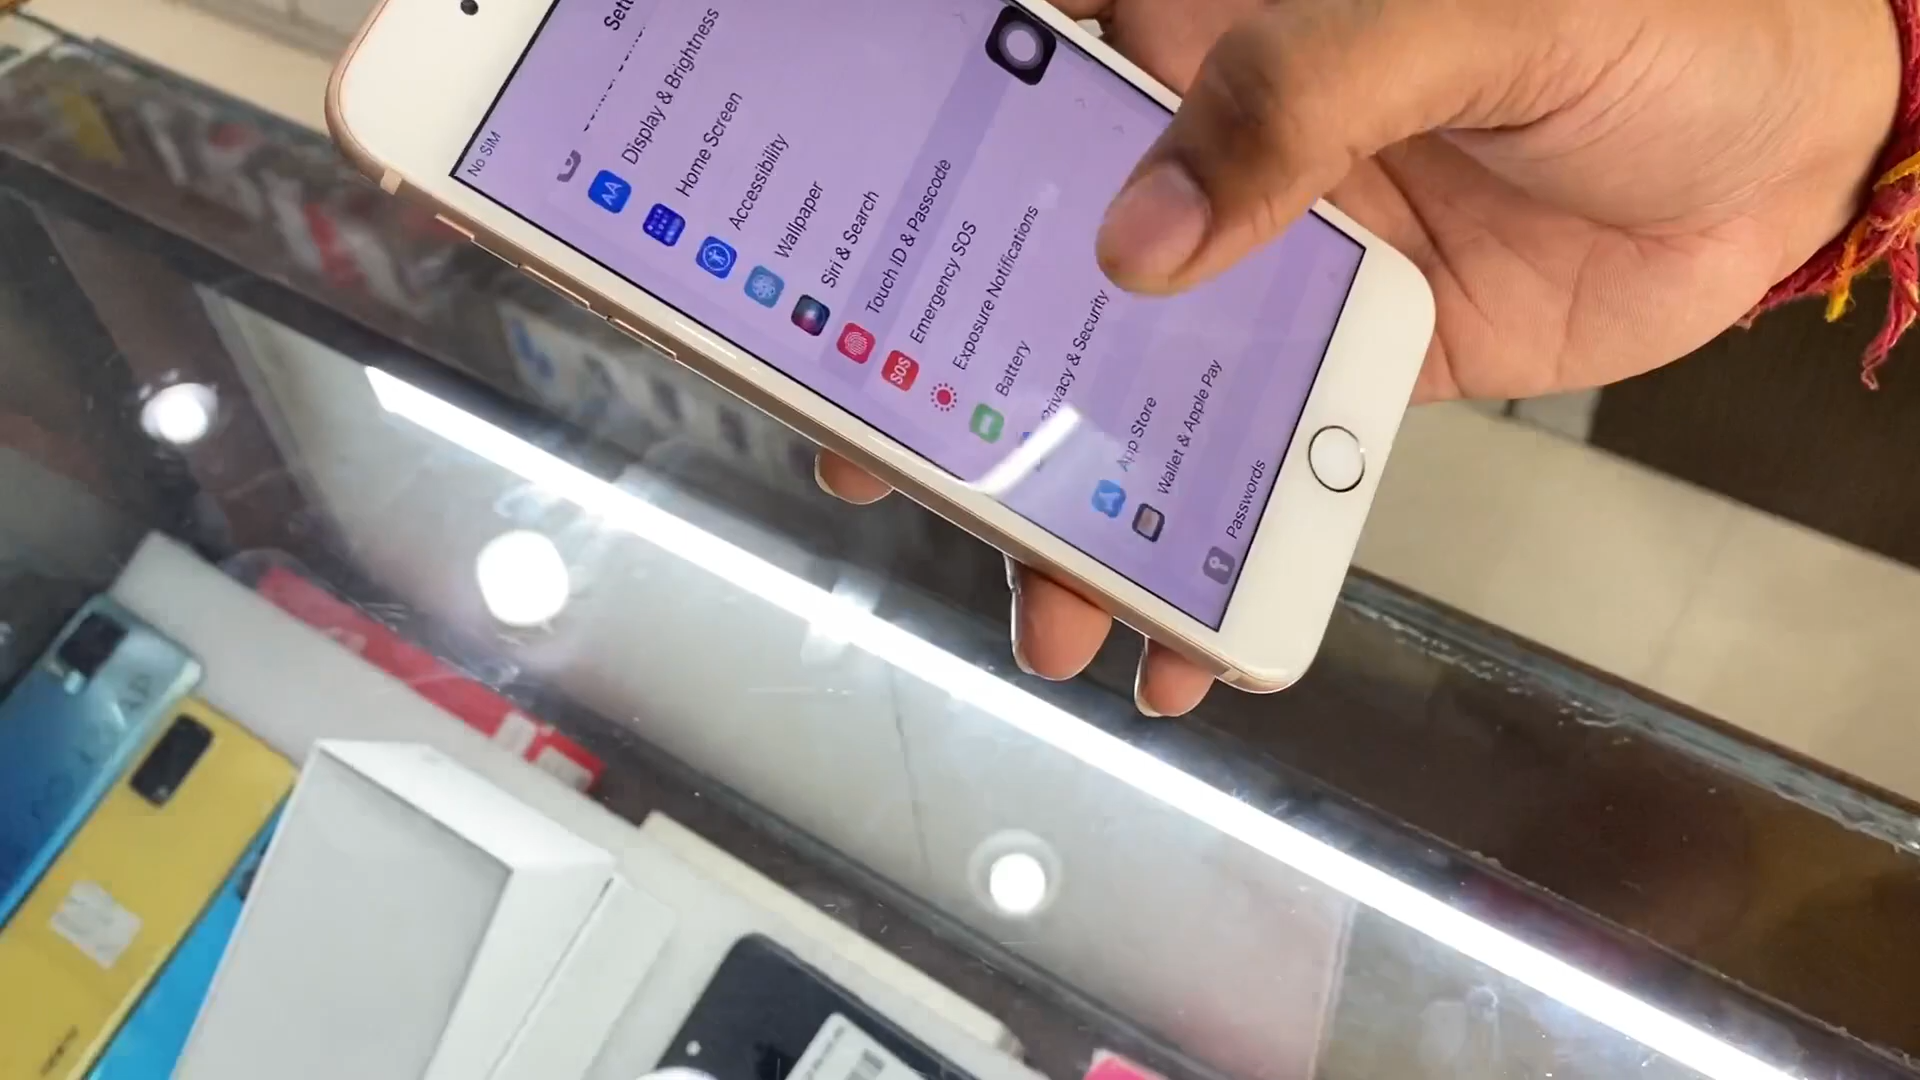 No SIM
Display & Brightness
AA
Home Screen
Accessibility
Wallpaper
Siri & Search
Touch ID & Passcode
SOS
Emergency SOS
Exposure Notifications
Battery
Privacy & Security
App Store
Wallet & Apple Pay
Passwords